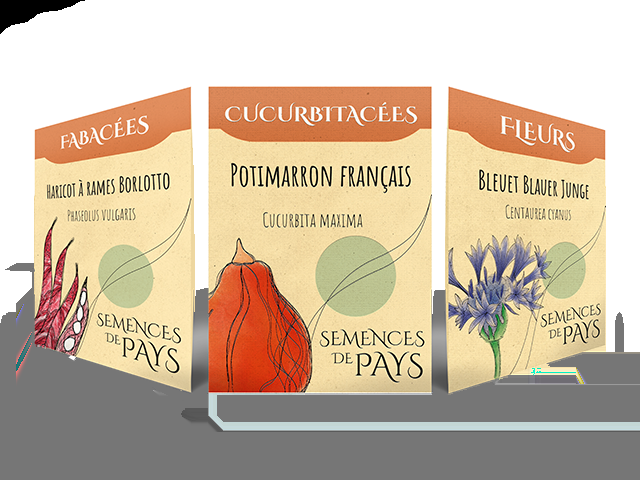 FABACÉES
HARICOT À RAMES BORLOTTO
PHASEOLUS VULGARIS
SEMENCES
DE PAYS
CUCURBITACÉES
POTIMARRON FRANÇAIS
CUCURBITA MAXIMA
SEMENCES
DE PAYS
FLEURS
BLEUET BLAUER JUNGE
CENTAUREA CYANUS
SEMENCES
DE PAYS